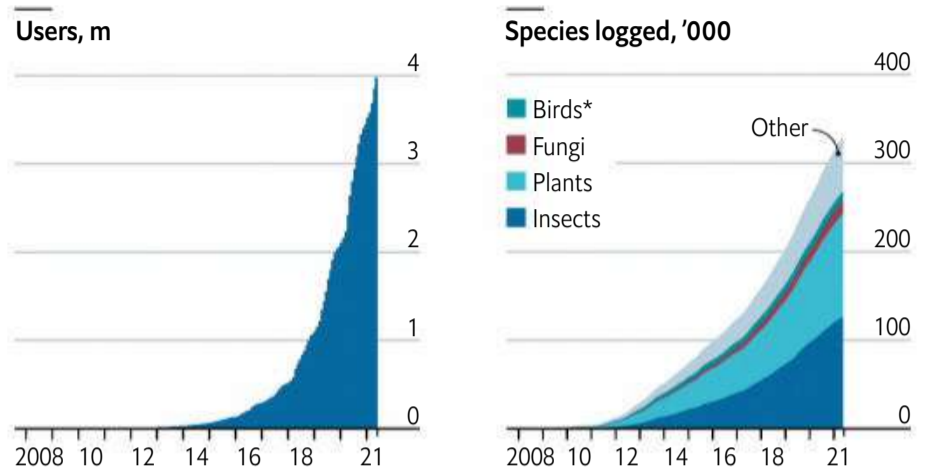 Users, m
4
3
2
1
0
2008 10 12 14 16 18 21
Species logged, ’000
400
Birds*
Other
Fungi
300
Plants
Insects
200
100
0
2008 10 12 14 16 18 21